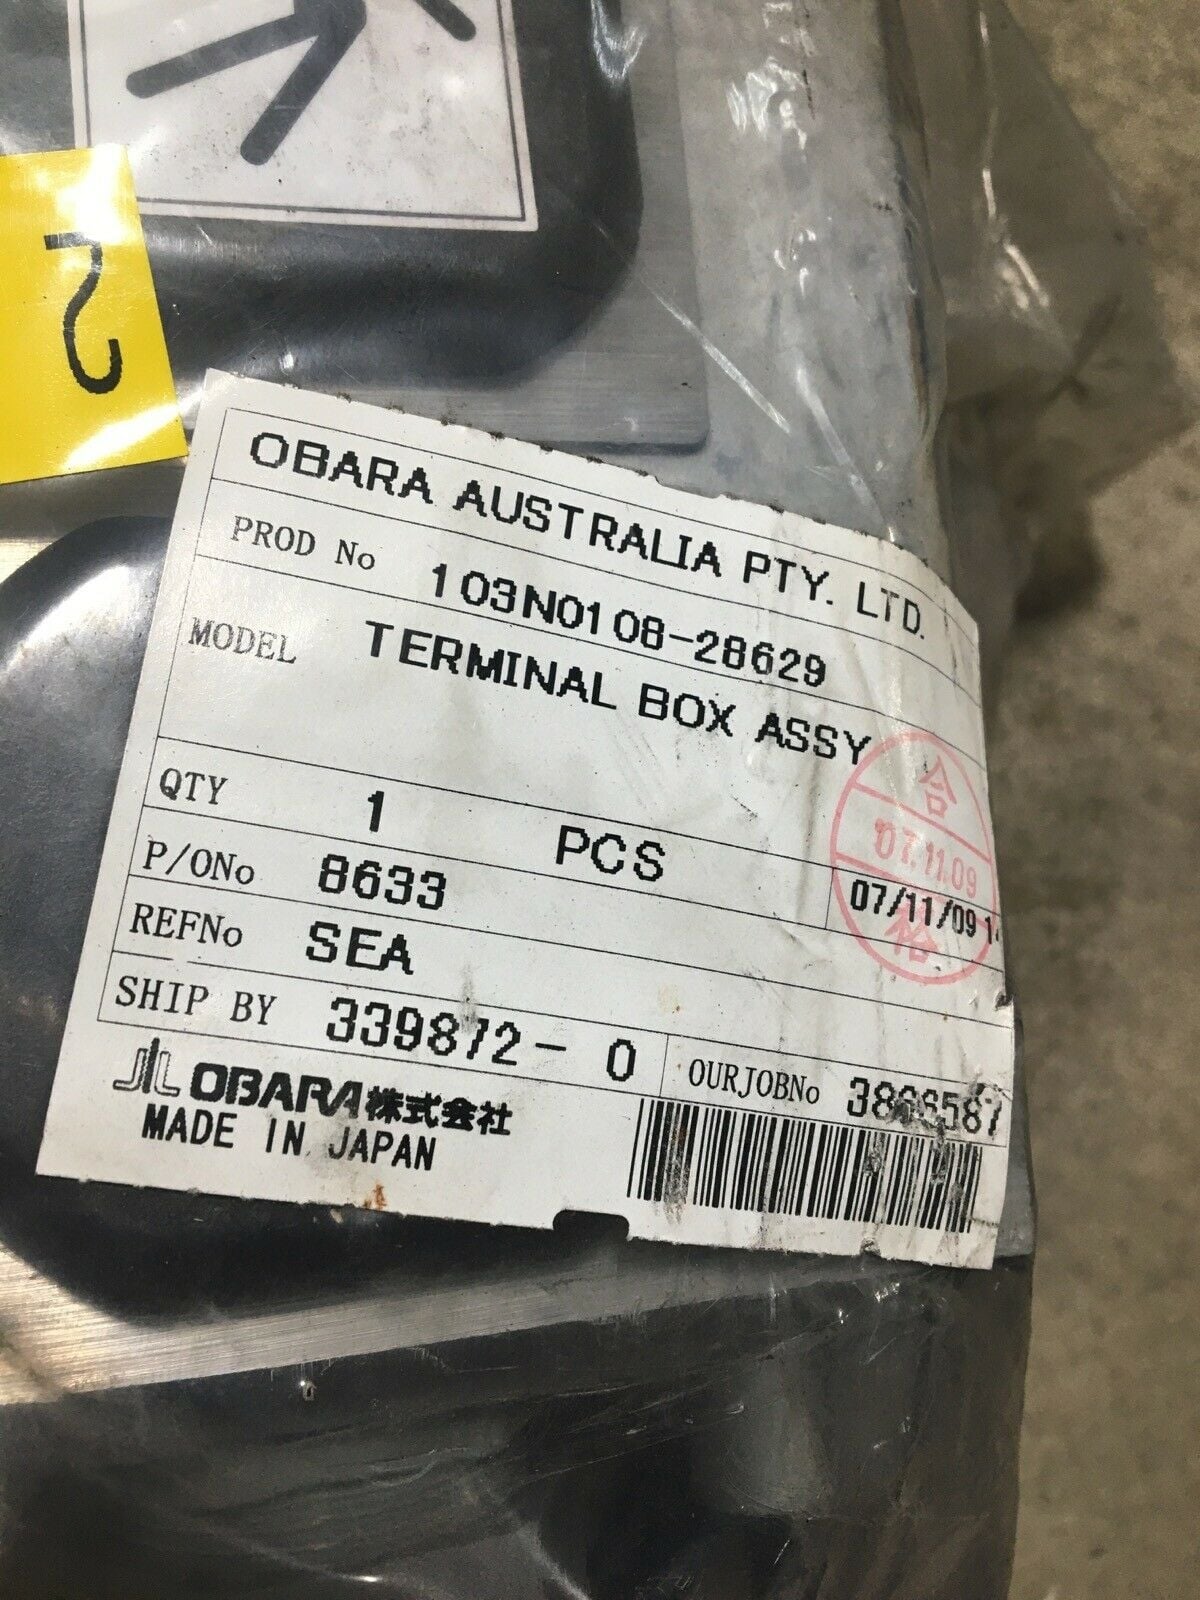 OBARA AUSTRALIA PTY. LTD.
PROD No 103N0108-28629
MODEL TERMINAL BOX ASSY
QTY 1 PCS
合
07.11.09
格
07/11/09
P/ONo 8633
REFNo SEA
SHIP BY 339872- 0
OURJOBNo
OBARA株式会社
MADE IN JAPAN